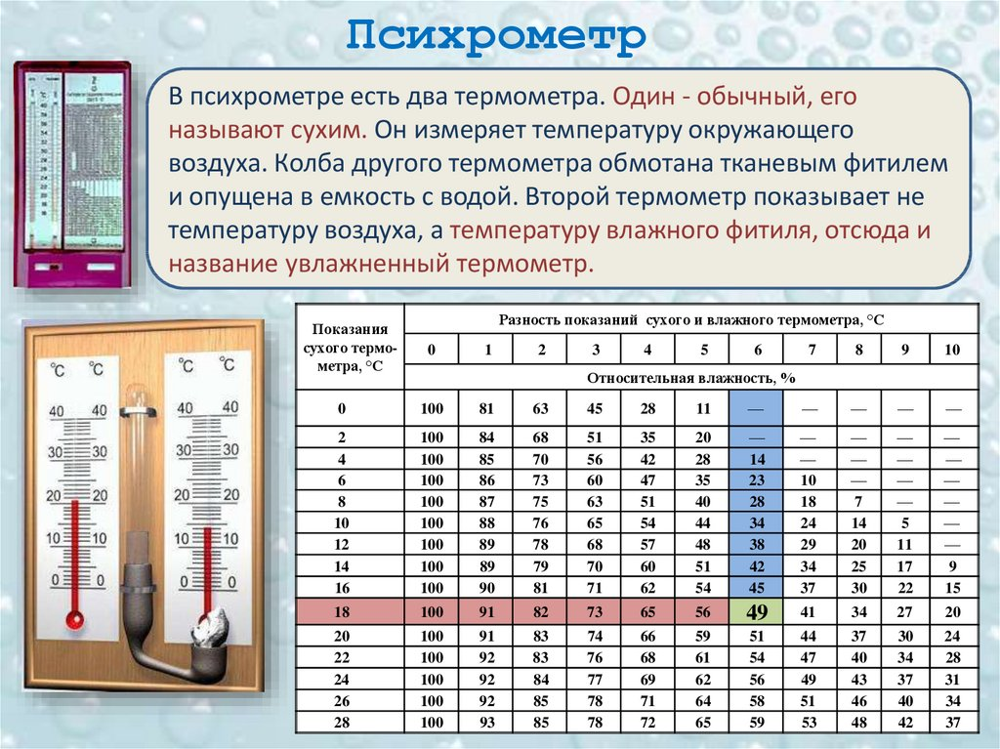 Психрометр
В психрометре есть два термометра. Один - обычный, его
называют сухим. Он измеряет температуру окружающего
воздуха. Колба другого термометра обмотана тканевым фитилем
и опущена в емкость с водой. Второй термометр показывает не
температуру воздуха, а температуру влажного фитиля, отсюда и
название увлажненный термометр.
Показания
сухого термо-
метра, °С
Разность показаний сухого и влажного термометра, °С
0 1 2 3 4 5 6 7 8 9 10
Относительная влажность, %
0 100 81 63 45 28 11 — — — — —
2 100 84 68 51 35 20 — — — — —
4 100 85 70 56 42 28 14 — — — —
6 100 86 73 60 47 35 23 10 — — —
8 100 87 75 63 51 40 28 18 7 — —
10 100 88 76 65 54 44 34 24 14 5 —
12 100 89 78 68 57 48 38 29 20 11 —
14 100 89 79 70 60 51 42 34 25 17 9
16 100 90 81 71 62 54 45 37 30 22 15
18 100 91 82 73 65 56 49 41 34 27 20
20 100 91 83 74 66 59 51 44 37 30 24
22 100 92 83 76 68 61 54 47 40 34 28
24 100 92 84 77 69 62 56 49 43 37 31
26 100 92 85 78 71 64 58 51 46 40 34
28 100 93 85 78 72 65 59 53 48 42 37
°C °C °C °C
40 40 40 40
30 30 30 30
20 20 20 20
10 10 10 10
0 0 0 0